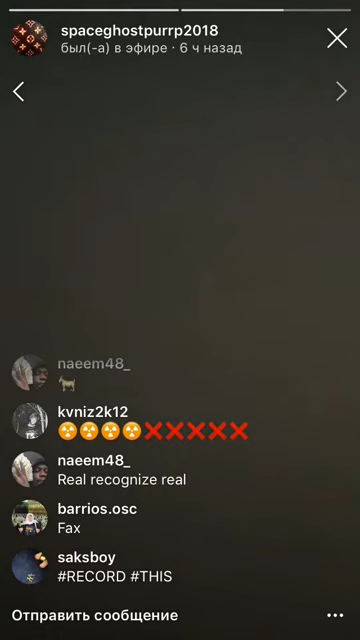 spaceghostpurrp2018
был(-а) в эфире · 6 ч назад
naeem48_
🐐
kvniz2k12
☢️☢️☢️☢️❌❌❌❌❌
naeem48_
Real recognize real
barrios.osc
Fax
saksboy
#RECORD #THIS
Отправить сообщение